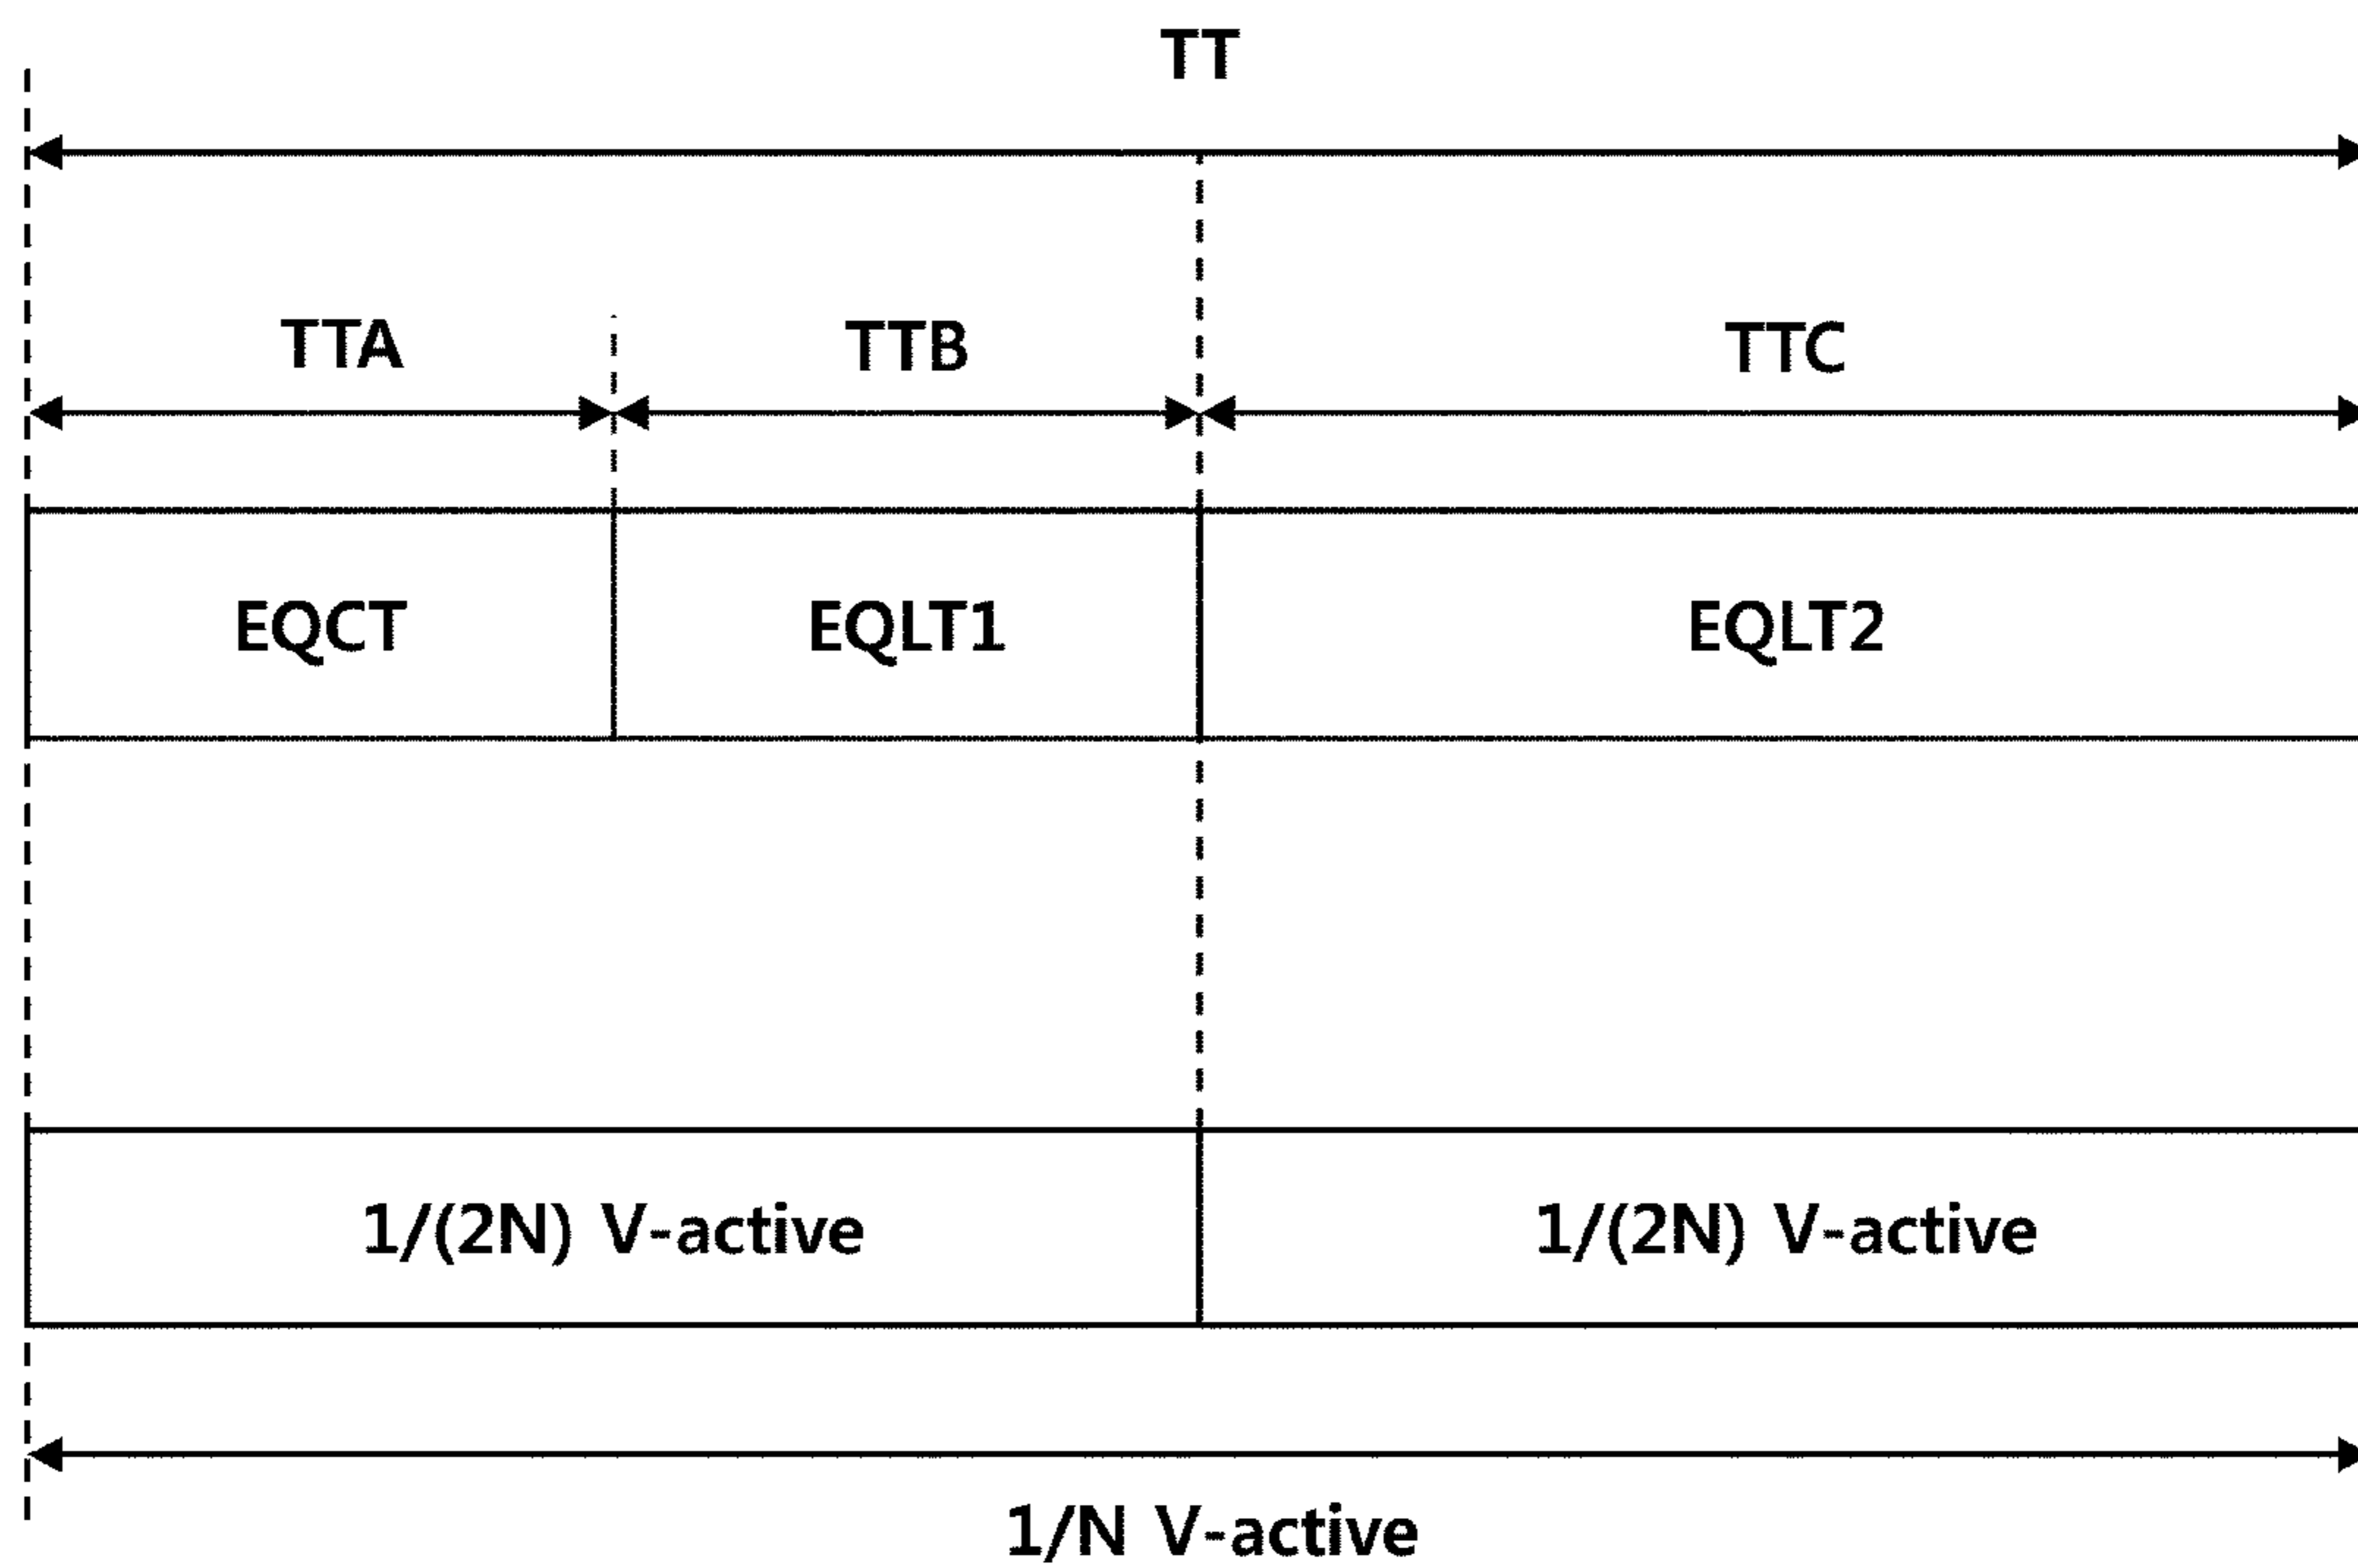 TT
TTA TTB TTC
EQCT EQLT1 EQLT2
1/(2N) V-active 1/(2N) V-active
1/N V-active